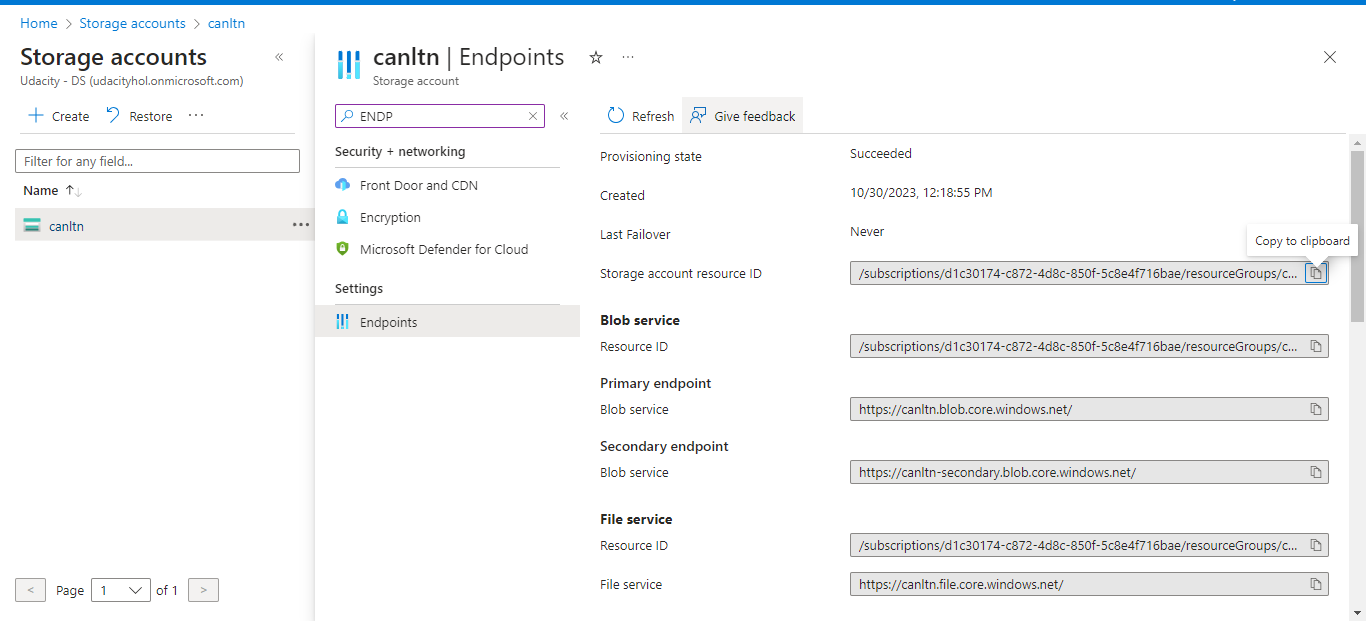 Home > Storage accounts > canltn
Storage accounts «
Udacity - DS (udacityhol.onmicrosoft.com)
+ Create Restore ...
Filter for any field...
Name ↑↓
canltn ...
< Page 1 of 1 >
canltn | Endpoints ☆ ...
Storage account
ENDP × «
Security + networking
Front Door and CDN
Encryption
Microsoft Defender for Cloud
Settings
Endpoints
Refresh Give feedback
Provisioning state Succeeded
Created 10/30/2023, 12:18:55 PM
Last Failover Never
Copy to clipboard
Storage account resource ID /subscriptions/d1c30174-c872-4d8c-850f-5c8e4f716bae/resourceGroups/c...
Blob service
Resource ID /subscriptions/d1c30174-c872-4d8c-850f-5c8e4f716bae/resourceGroups/c...
Primary endpoint
Blob service https://canltn.blob.core.windows.net/
Secondary endpoint
Blob service https://canltn-secondary.blob.core.windows.net/
File service
Resource ID /subscriptions/d1c30174-c872-4d8c-850f-5c8e4f716bae/resourceGroups/c...
File service https://canltn.file.core.windows.net/